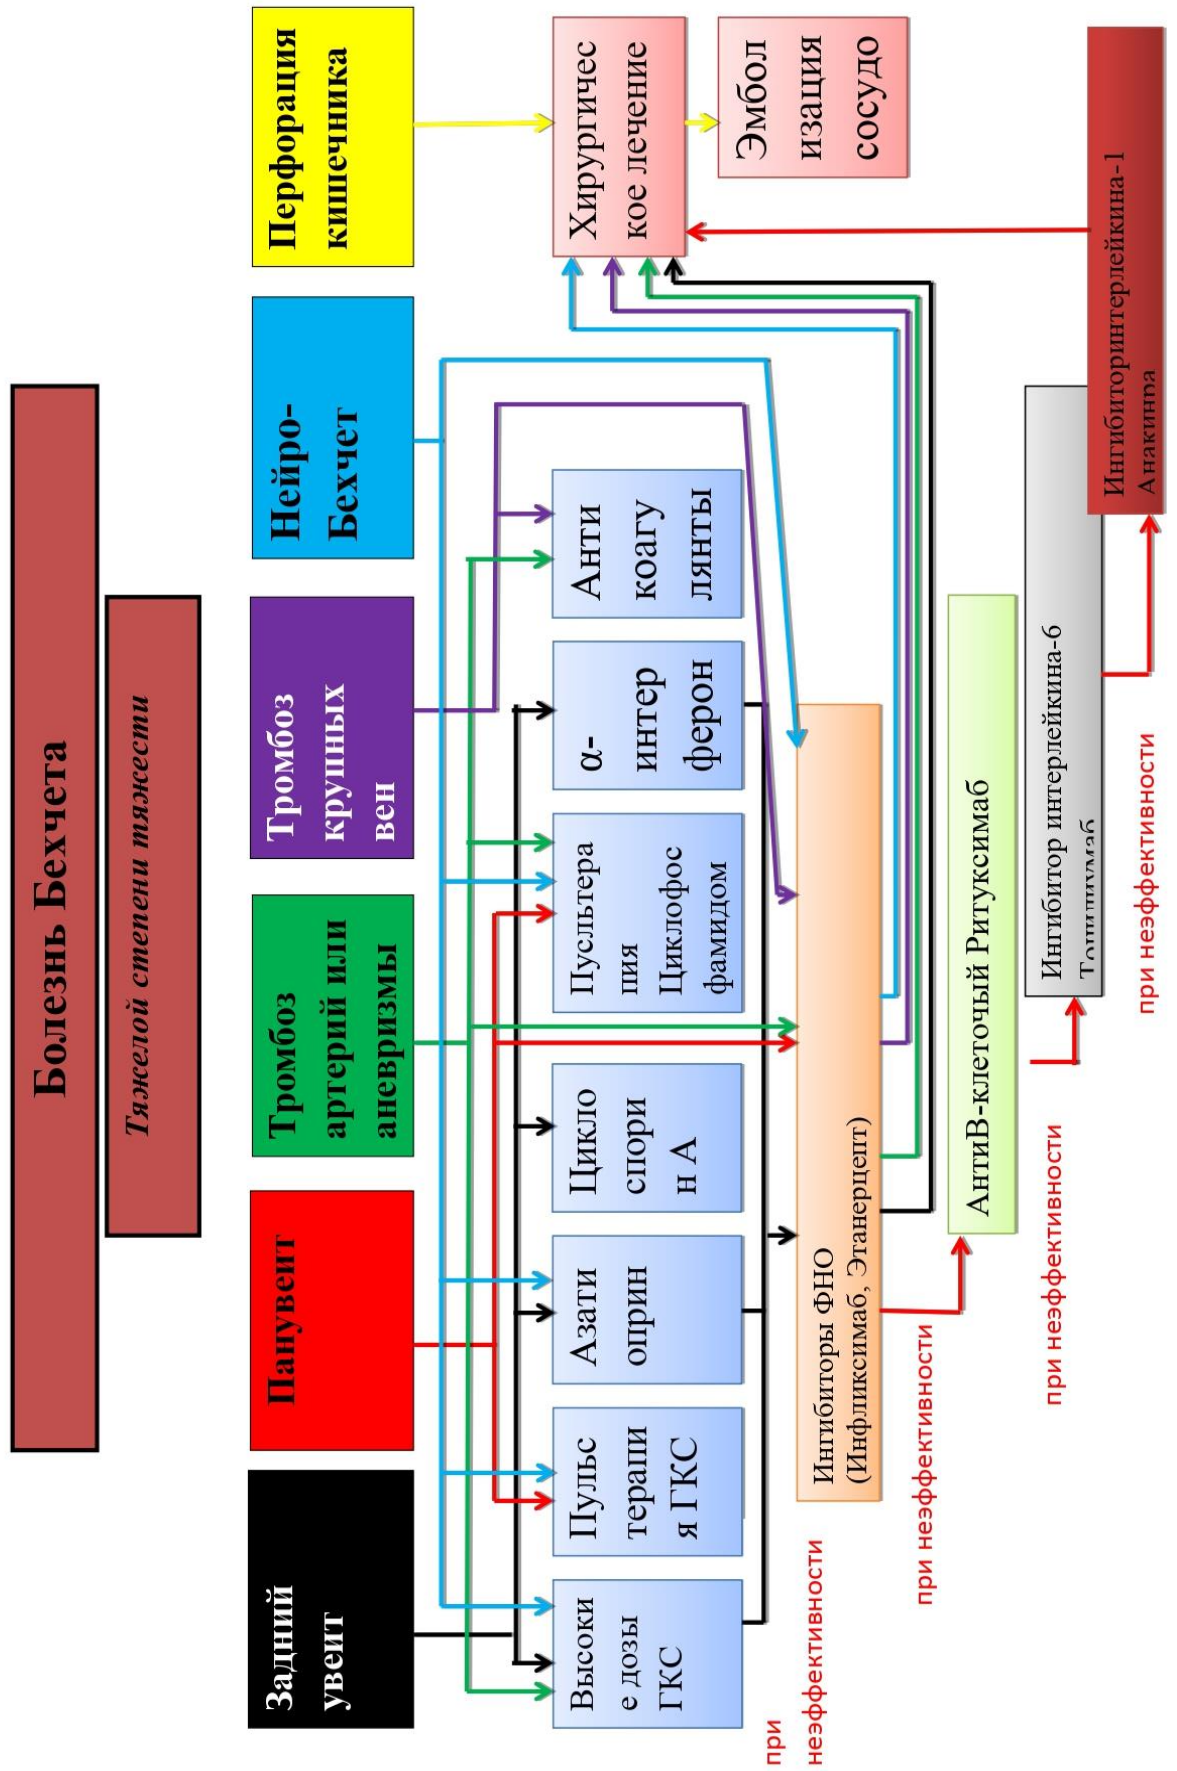 Болезнь Бехчета
Тяжелой степени тяжести
Задний
увеит
Панувеит
Тромбоз
артерий или
аневризмы
Тромбоз
крупных
вен
Нейро-
Бехчет
Перфорация
кишечника
Высоки
е дозы
ГКС
Пульс
терапи
я ГКС
Азати
оприн
Цикло
спори
н А
Пусльтера
пия
Циклофос
фамидом
α-
интер
ферон
Анти
коагу
лянты
Хирургичес
кое лечение
Эмбол
изация
сосудо
при
неэффективности
Ингибиторы ФНО
(Инфликсимаб, Этанерцепт)
при неэффективности
АнтиВ-клеточый Ритуксимаб
при неэффективности
Ингибитор интерлейкина-6
Тоцилизумаб
при неэффективности
Ингибиторинтерлейкина-1
Анакинра